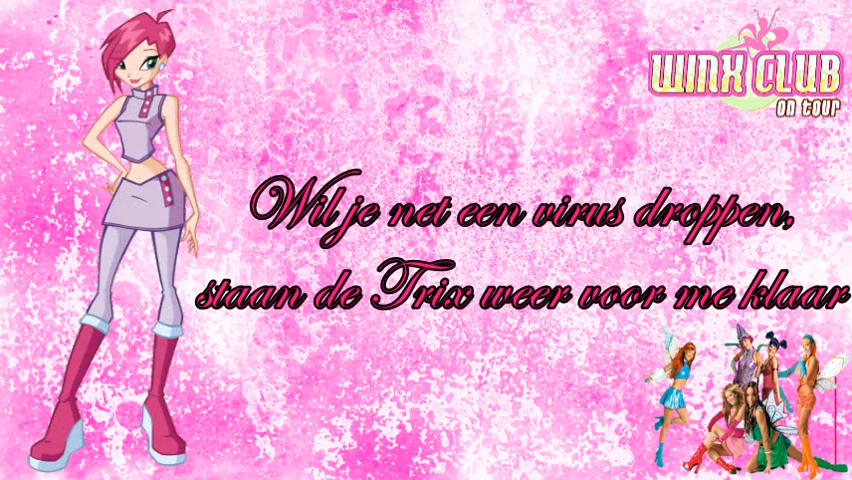 WINX CLUB
on tour
Wil je net een virus droppen,
staan de Trix weer voor me klaar